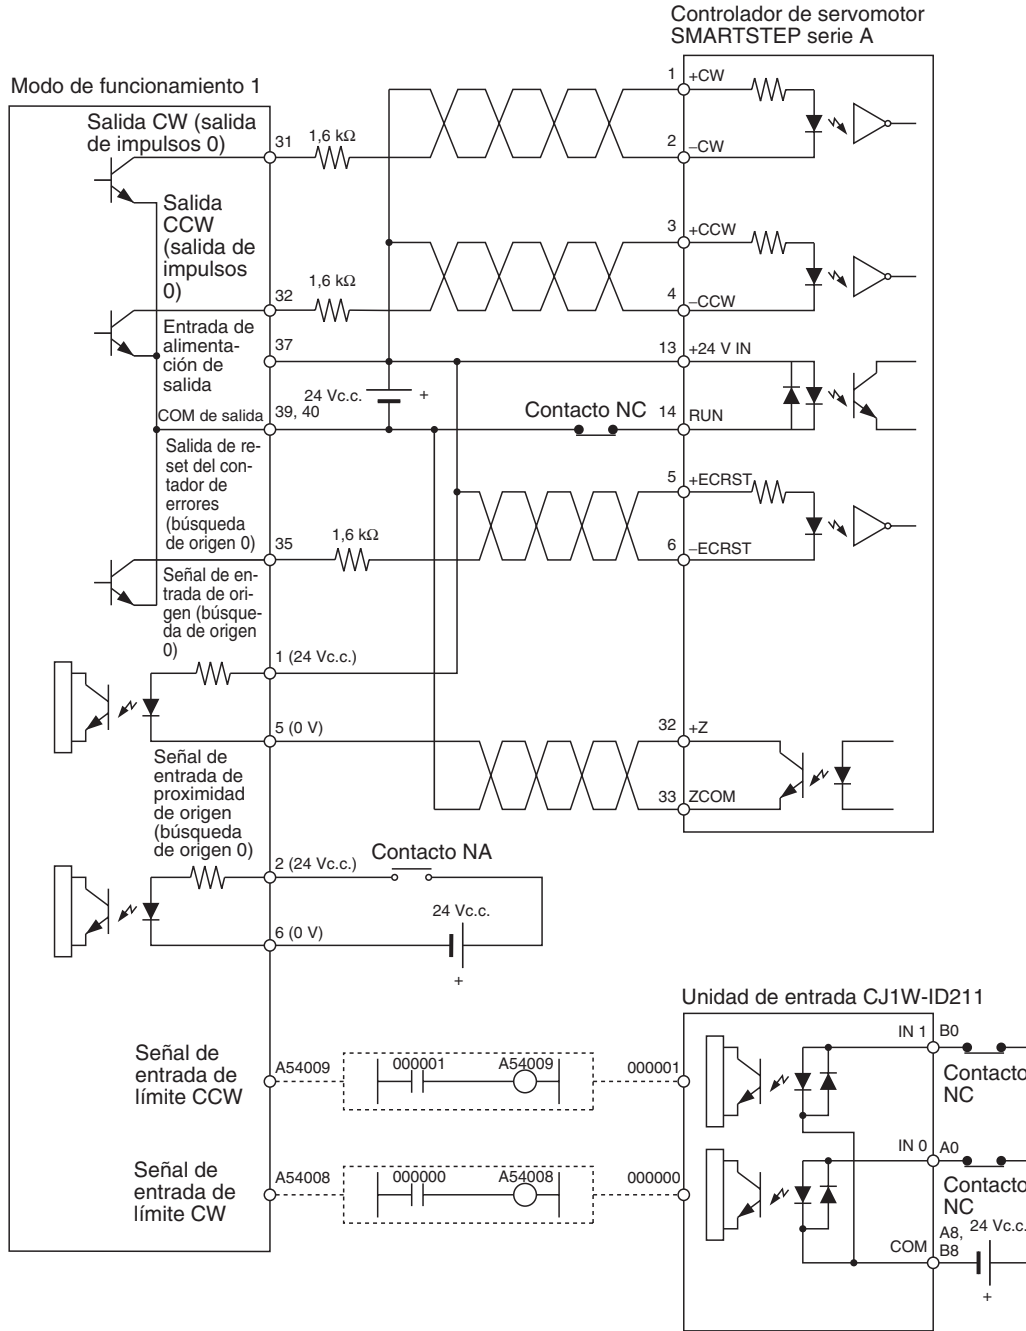 Controlador de servomotor
SMARTSTEP serie A
Modo de funcionamiento 1
Salida CW (salida
de impulsos 0)
31
1,6 kΩ
1
+CW
2
–CW
Salida
CCW
(salida de
impulsos
0)
32
1,6 kΩ
3
+CCW
4
–CCW
Entrada de
alimenta-
ción de
salida
37
13
+24 V IN
24 Vc.c.
+
COM de salida
39, 40
Contacto NC
14
RUN
Salida de re-
set del con-
tador de
errores
(búsqueda
de origen 0)
35
1,6 kΩ
5
+ECRST
6
–ECRST
Señal de en-
trada de ori-
gen (búsque-
da de origen
0)
1 (24 Vc.c.)
5 (0 V)
32
+Z
33
ZCOM
Señal de
entrada de
proximidad
de origen
(búsqueda
de origen 0)
2 (24 Vc.c.)
Contacto NA
24 Vc.c.
+
6 (0 V)
Unidad de entrada CJ1W-ID211
IN 1
B0
Contacto
NC
Señal de
entrada de
límite CCW
A54009
000001
A54009
000001
IN 0
A0
Contacto
NC
Señal de
entrada de
límite CW
A54008
000000
A54008
000000
COM
A8,
B8
24 Vc.c.
+